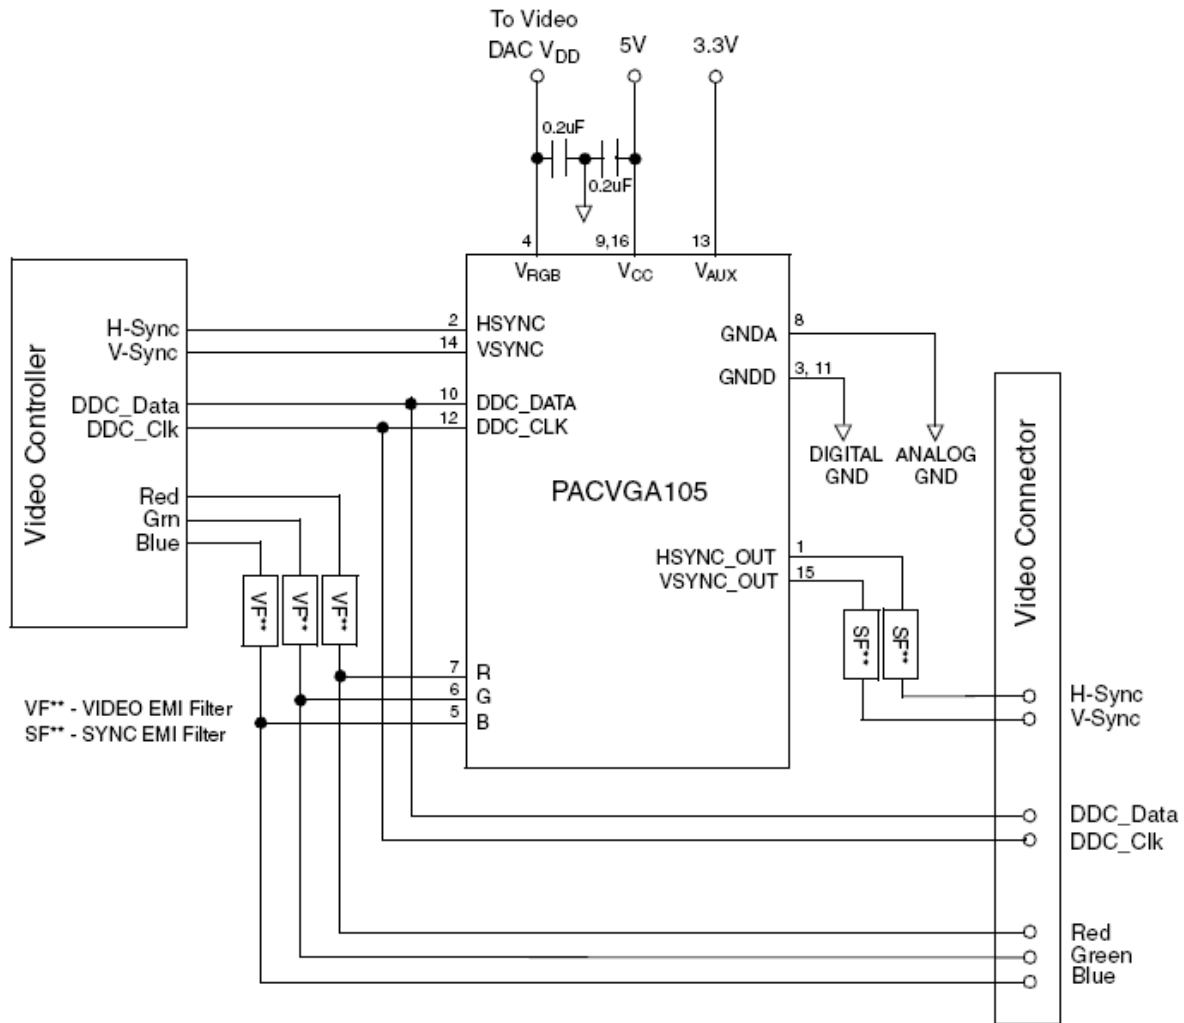 To Video
DAC VDD
5V
3.3V
0.2uF
0.2uF
4
9,16
13
VRGB
VCC
VAUX
Video Controller
H-Sync
V-Sync
DDC_Data
DDC_Clk
Red
Grn
Blue
2
14
10
12
HSYNC
VSYNC
DDC_DATA
DDC_CLK
GNDA
8
GNDD
3, 11
DIGITAL
GND
ANALOG
GND
PACVGA105
HSYNC_OUT
1
VSYNC_OUT
15
VF**
VF**
VF**
SF**
SF**
7
R
6
G
5
B
VF** - VIDEO EMI Filter
SF** - SYNC EMI Filter
Video Connector
H-Sync
V-Sync
DDC_Data
DDC_Clk
Red
Green
Blue